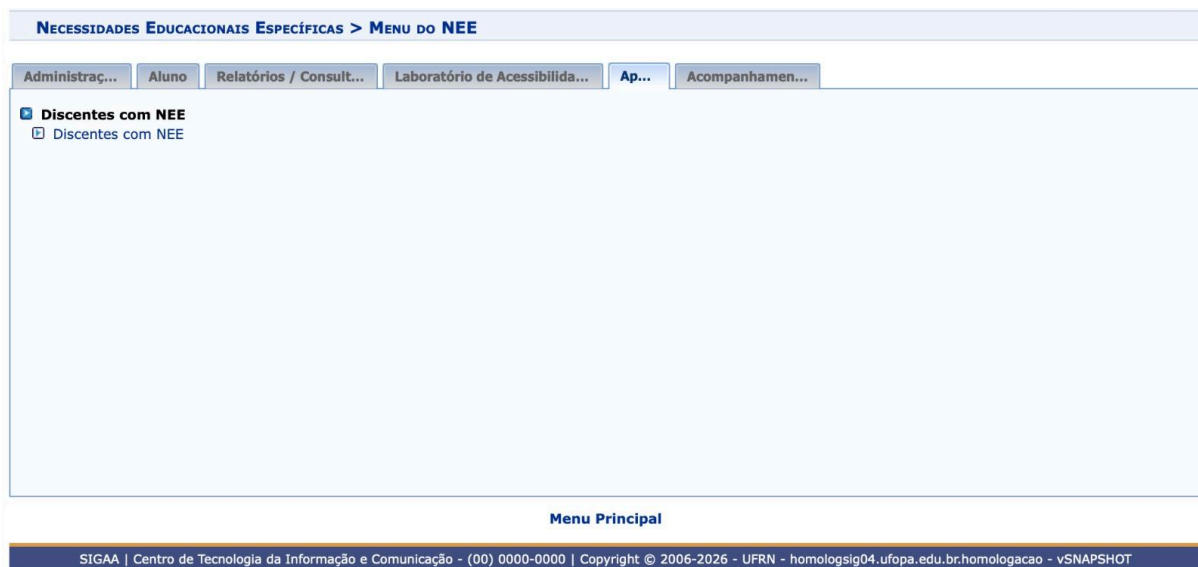 Necessidades Educacionais Específicas > Menu do NEE
Administraç... Aluno Relatórios / Consult... Laboratório de Acessibilida... Ap... Acompanhamen...
Discentes com NEE
Discentes com NEE
Menu Principal
SIGAA | Centro de Tecnologia da Informação e Comunicação - (00) 0000-0000 | Copyright © 2006-2026 - UFRN - homologsig04.ufopa.edu.br.homologacao - vSNAPSHOT